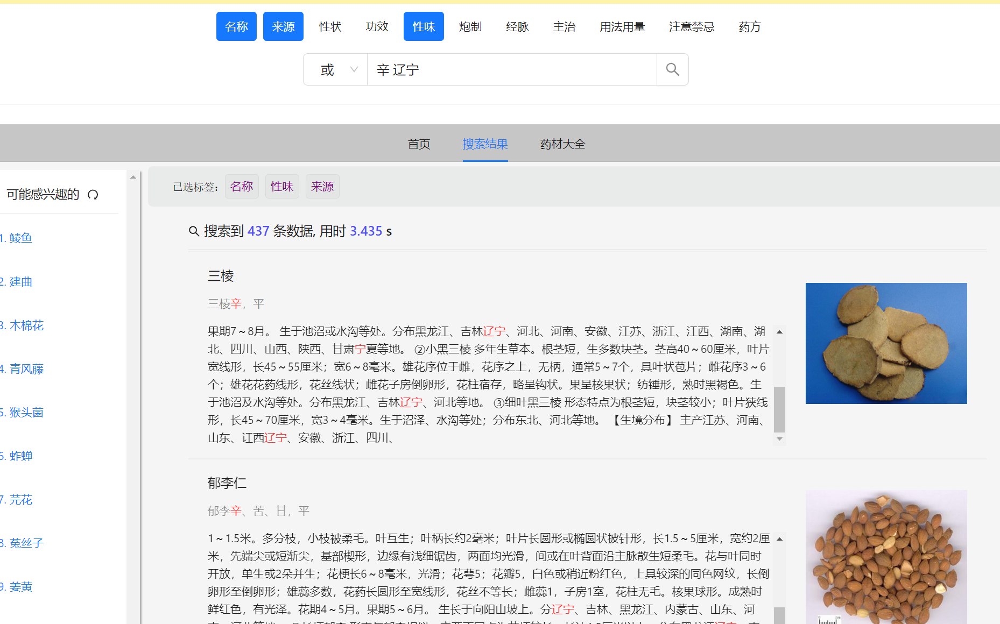 名称 来源 性状 功效 性味 炮制 经脉 主治 用法用量 注意禁忌 药方
或 辛 辽宁
首页 搜索结果 药材大全
可能感兴趣的
1. 鲮鱼
2. 建曲
3. 木棉花
4. 青风藤
5. 猴头菌
6. 蚱蝉
7. 芫花
8. 菟丝子
9. 姜黄
已选标签： 名称 性味 来源
搜索到 437 条数据, 用时 3.435 s
三棱
三棱辛，平
果期7～8月。 生于池沼或水沟等处。分布黑龙江、吉林辽宁、河北、河南、安徽、江苏、浙江、江西、湖南、湖
北、四川、山西、陕西、甘肃宁夏等地。 ②小黑三棱 多年生草本。根茎短，生多数块茎。茎高40～60厘米，叶片
宽线形，长45～55厘米；宽6～8毫米。雄花序位于雌，花序之上，无柄，通常5～7个，具叶状苞片；雌花序3～6
个；雄花花药线形，花丝线状；雌花子房倒卵形，花柱宿存，略呈钩状。果呈核果状；纺锤形，熟时黑褐色。生
于池沼及水沟等处。分布黑龙江、吉林辽宁、河北等地。 ③细叶黑三棱 形态特点为根茎短，块茎较小；叶片狭线
形，长45～70厘米，宽3～4毫米。生于沼泽、水沟等处；分布东北、河北等地。 【生境分布】 主产江苏、河南、
山东、讧西辽宁、安徽、浙江、四川、
郁李仁
郁李辛、苦、甘，平
1～1.5米。多分枝，小枝被柔毛。叶互生；叶柄长约2毫米；叶片长圆形或椭圆状披针形，长1.5～5厘米，宽约2厘
米，先端尖或短渐尖，基部楔形，边缘有浅细锯齿，两面均光滑，间或在叶背面沿主脉散生短柔毛。花与叶同时
开放，单生或2朵并生；花梗长6～8毫米，光滑；花萼5；花瓣5，白色或稍近粉红色，上具较深的同色网纹，长倒
卵形至倒卵形；雄蕊多数，花药长圆形至宽线形，花丝不等长；雌蕊1，子房1室，花柱无毛。核果球形。成熟时
鲜红色，有光泽。花期4～5月。果期5～6月。 生长于向阳山坡上。分辽宁、吉林、黑龙江、内蒙古、山东、河